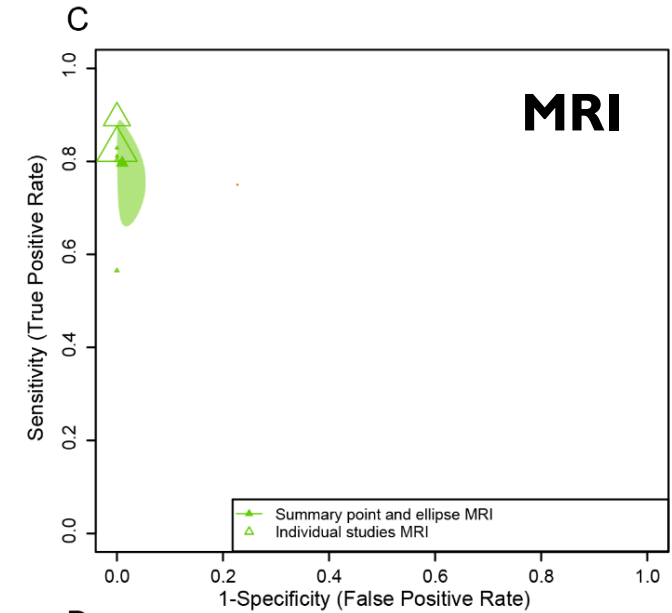 C
MRI
Sensitivity (True Positive Rate)
1.0
0.8
0.6
0.4
0.2
0.0
Summary point and ellipse MRI
Individual studies MRI
0.0 0.2 0.4 0.6 0.8 1.0
1-Specificity (False Positive Rate)